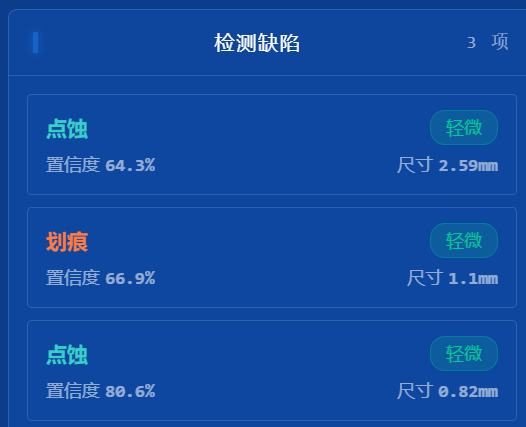 检测缺陷 3 项
点蚀 轻微
置信度 64.3% 尺寸 2.59mm
划痕 轻微
置信度 66.9% 尺寸 1.1mm
点蚀 轻微
置信度 80.6% 尺寸 0.82mm